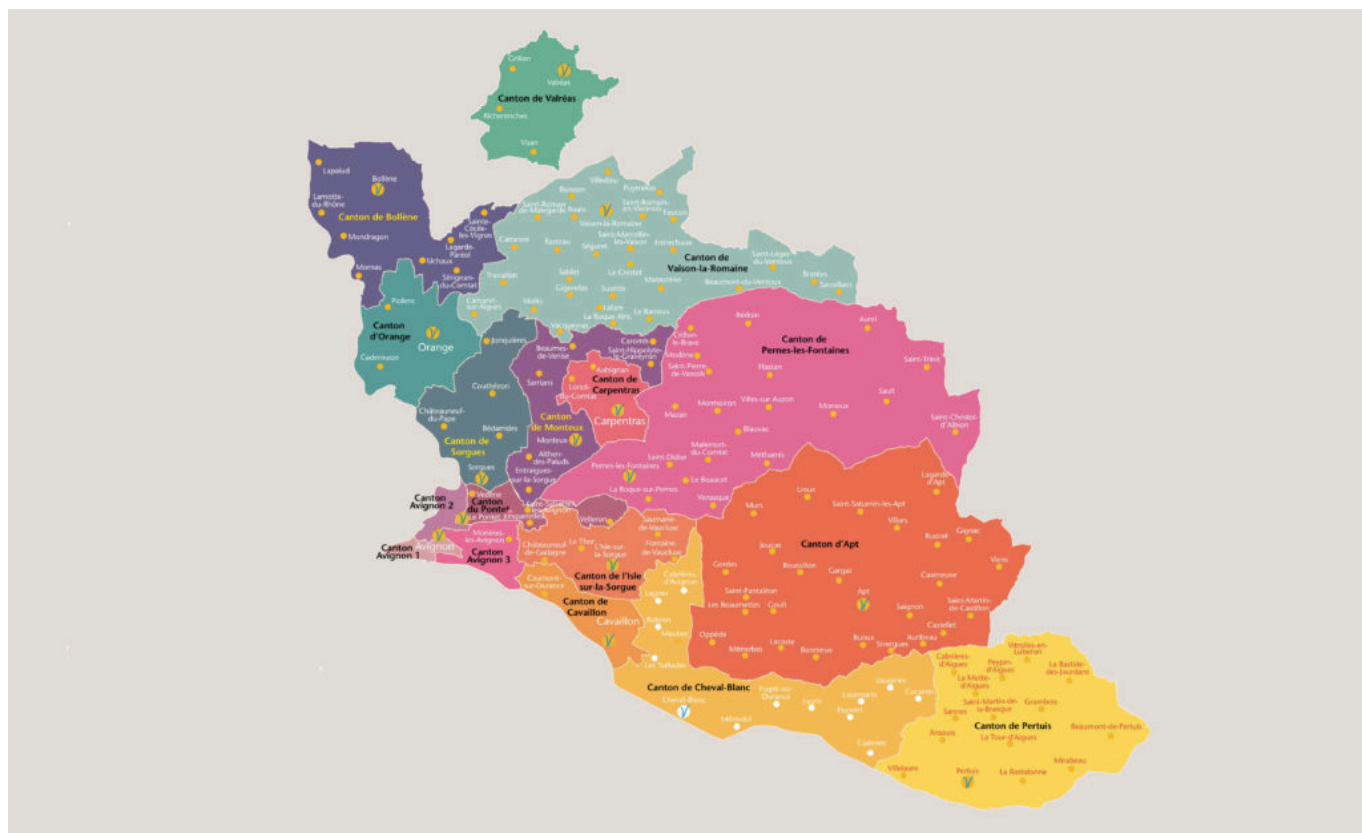 Grillon
Valréas
Canton de Valréas
Richerenches
Visan
Lapalud
Bollène
Lamotte-
du-Rhône
Canton de Bollène
Mondragon
Sainte-
Cécile-
les-Vignes
Lagarde-
Paréol
Uchaux
Mornas
Sérignan-
du-Comtat
Villedieu
Puyméras
Buisson
Saint-Roman
de-Malegarde
Roaix
Saint-Romain-
en-Viennois
Faucon
Vaison-la-Romaine
Cairanne
Rasteau
Séguret
Saint-Marcellin-
lès-Vaison
Entrechaux
Canton de
Vaison-la-Romaine
Saint-Léger-
du-Ventoux
Brantes
Savoillans
Travaillan
Sablet
Le Crestet
Malaucène
Beaumont-du-Ventoux
Gigondas
Suzette
Camaret-
sur-Aigues
Violès
Lafare
La Roque Alric
Le Barroux
Vacqueyras
Piolenc
Canton
d'Orange
Orange
Caderousse
Jonquières
Courthézon
Châteauneuf-
du-Pape
Bédarrides
Canton de
Sorgues
Sorgues
Beaumes-
de-Venise
Caromb
Saint-Hippolyte-
le-Graveyron
Sarrians
Aubignan
Loriol-
du-Comtat
Canton de
Carpentras
Carpentras
Canton
de Monteux
Monteux
Althen-
des-Paluds
Entraigues-
sur-la-Sorgue
Crillon-
le-Brave
Bédoin
Aurel
Canton de
Pernes-les-Fontaines
Modène
Saint-Pierre-
de-Vassols
Flassan
Saint-Trinit
Mazan
Mormoiron
Villes-sur-Auzon
Monieux
Sault
Saint-Christol-
d'Albion
Blauvac
Malemort-
du-Comtat
Méthamis
Saint-Didier
Pernes-les-Fontaines
Le Beaucet
La Roque-sur-Pernes
Venasque
Canton
Avignon 2
Vedène
Canton
du Pontet
Le Pontet
Jonquerettes
Velleron
Avignon
Morières-
les-Avignon
Canton
Avignon 1
Canton
Avignon 3
Châteauneuf-
de-Gadagne
Le Thor
L'Isle-sur-
la-Sorgue
Saumane-
de-Vaucluse
Fontaine-
de-Vaucluse
Canton de l'Isle
sur-la-Sorgue
Caumont-
sur-Durance
Canton de
Cavaillon
Cavaillon
Cabrières-
d'Avignon
Lagnes
Robion
Maubec
Les Taillades
Lagarde-
d'Apt
Lioux
Murs
Saint-Saturnin-les-Apt
Villars
Rustrel
Gignac
Canton d'Apt
Joucas
Viens
Gordes
Roussillon
Gargas
Caseneuve
Saint-Pantaléon
Apt
Les Beaumettes
Goult
Saignon
Saint-Martin-
de-Castillon
Castellet
Oppède
Ménerbes
Lacoste
Bonnieux
Buoux
Sivergues
Auribeau
Canton de Cheval-Blanc
Cheval-Blanc
Mérindol
Puget-sur-
Durance
Lauris
Lourmarin
Puyvert
Vaugines
Cucuron
Cadenet
Cabrières-
d'Aigues
Vitrolles-en-
Luberon
Peypin-
d'Aigues
La Bastide-
des-Jourdans
La Motte-
d'Aigues
Saint-Martin-de-
la-Brasque
Grambois
Sannes
Canton de Pertuis
Beaumont-de-Pertuis
Ansouis
La Tour-d'Aigues
Villelaure
Pertuis
La Bastidonne
Mirabeau